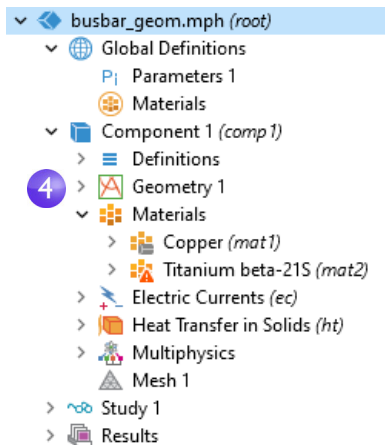 busbar_geom.mph (root)
Global Definitions
Pi Parameters 1
Materials
Component 1 (comp1)
Definitions
4 Geometry 1
Materials
Copper (mat1)
Titanium beta-21S (mat2)
Electric Currents (ec)
Heat Transfer in Solids (ht)
Multiphysics
Mesh 1
Study 1
Results